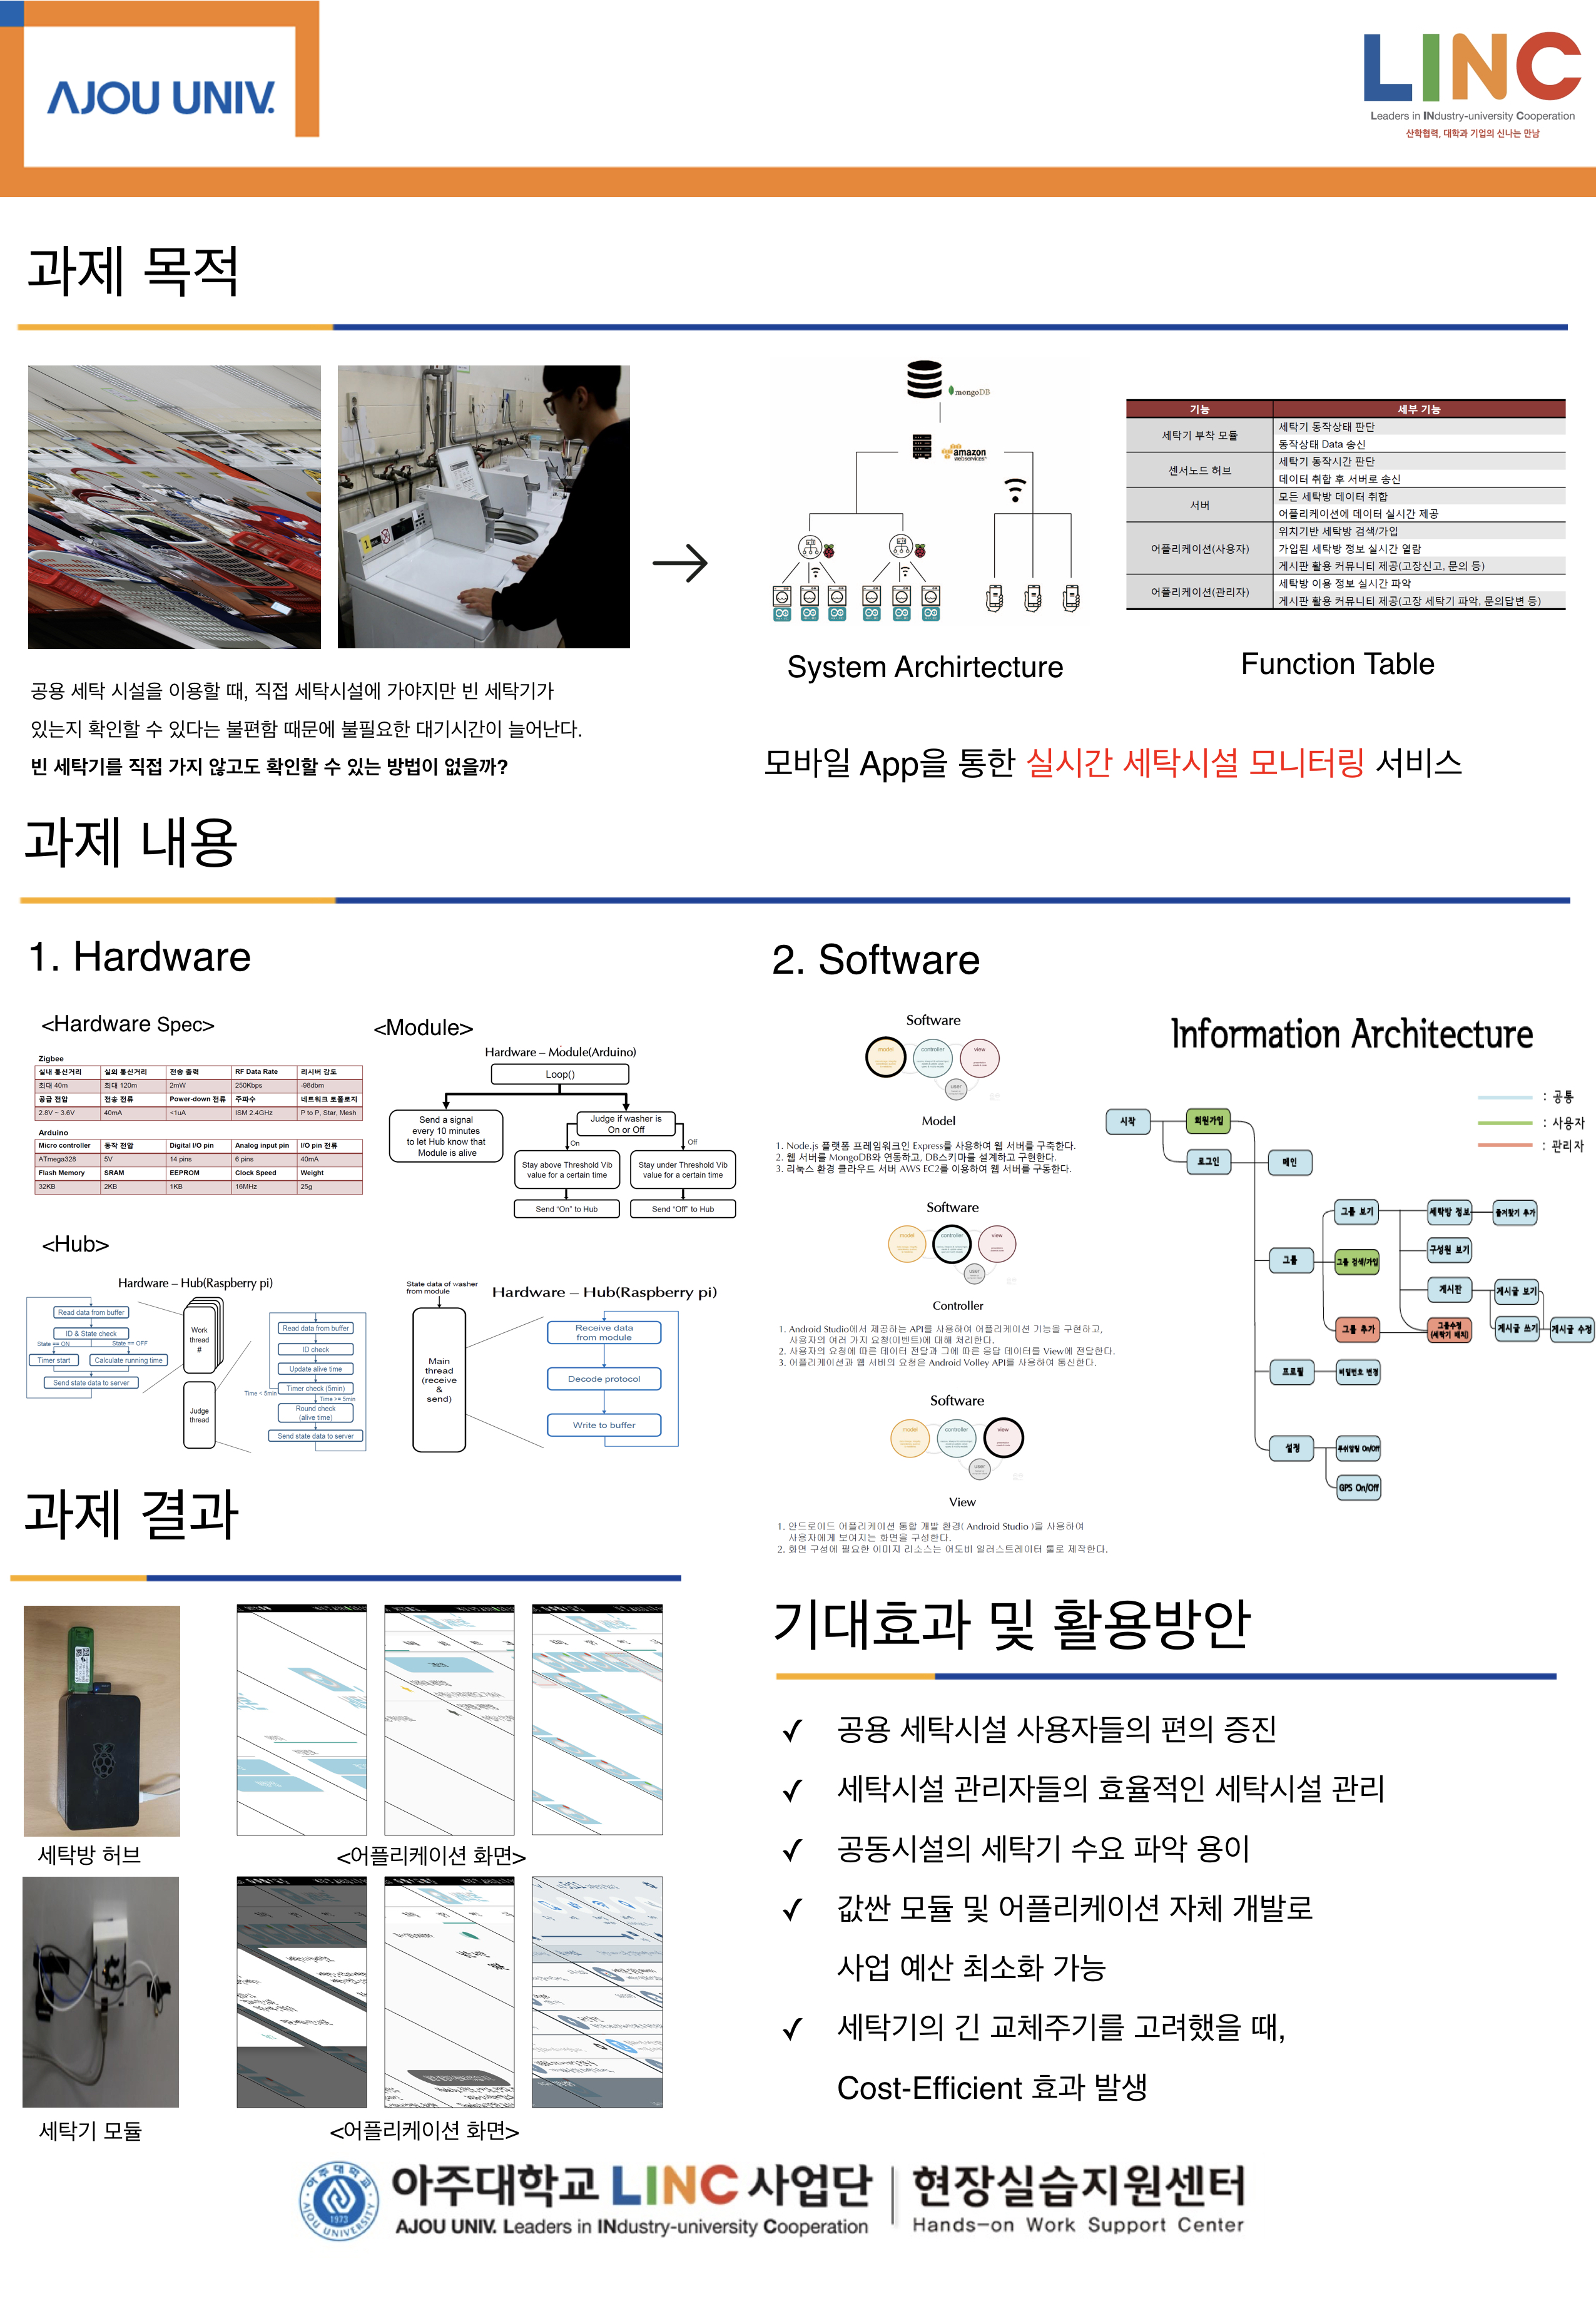 AJOU UNIV.
LINC
Leaders in INdustry-university Cooperation
산학협력, 대학과 기업의 신나는 만남
과제 목적
공용 세탁 시설을 이용할 때, 직접 세탁시설에 가야지만 빈 세탁기가
있는지 확인할 수 있다는 불편함 때문에 불필요한 대기시간이 늘어난다.
빈 세탁기를 직접 가지 않고도 확인할 수 있는 방법이 없을까?
mongoDB
amazon
webservices
System Archirtecture
기능 세부 기능
세탁기 부착 모듈
세탁기 동작상태 판단
동작상태 Data 송신
센서노드 허브
세탁기 동작시간 판단
데이터 취합 후 서버로 송신
서버
모든 세탁방 데이터 취합
어플리케이션에 데이터 실시간 제공
어플리케이션(사용자)
위치기반 세탁방 검색/가입
가입된 세탁방 정보 실시간 열람
게시판 활용 커뮤니티 제공(고장신고, 문의 등)
어플리케이션(관리자)
세탁방 이용 정보 실시간 파악
게시판 활용 커뮤니티 제공(고장 세탁기 파악, 문의답변 등)
Function Table
모바일 App을 통한 실시간 세탁시설 모니터링 서비스
과제 내용
1. Hardware
<Hardware Spec>
Zigbee
실내 통신거리 실외 통신거리 전송 출력 RF Data Rate 리시버 감도
최대 40m 최대 120m 2mW 250Kbps -98dbm
공급 전압 전송 전류 Power-down 전류 주파수 네트워크 토폴로지
2.8V ~ 3.6V 40mA <1uA ISM 2.4GHz P to P, Star, Mesh
Arduino
Micro controller 동작 전압 Digital I/O pin Analog input pin I/O pin 전류
ATmega328 5V 14 pins 6 pins 40mA
Flash Memory SRAM EEPROM Clock Speed Weight
32KB 2KB 1KB 16MHz 25g
<Module>
Hardware – Module(Arduino)
Loop()
Send a signal
every 10 minutes
to let Hub know that
Module is alive
Judge if washer is
On or Off
On
Off
Stay above Threshold Vib
value for a certain time
Stay under Threshold Vib
value for a certain time
Send “On” to Hub
Send “Off” to Hub
<Hub>
Hardware – Hub(Raspberry pi)
Read data from buffer
ID & State check
State == ON
State == OFF
Timer start
Calculate running time
Send state data to server
Work
thread
#
Judge
thread
Read data from buffer
ID check
Update alive time
Timer check (5min)
Time < 5min
Time >= 5min
Round check
(alive time)
Send state data to server
State data of washer
from module
Hardware – Hub(Raspberry pi)
Main
thread
(receive
&
send)
Receive data
from module
Decode protocol
Write to buffer
2. Software
Software
model
controller
view
user
Model
1. Node.js 플랫폼 프레임워크인 Express를 사용하여 웹 서버를 구축한다.
2. 웹 서버를 MongoDB와 연동하고, DB스키마를 설계하고 구현한다.
3. 리눅스 환경 클라우드 서버 AWS EC2를 이용하여 웹 서버를 구동한다.
Software
model
controller
view
user
Controller
1. Android Studio에서 제공하는 API를 사용하여 어플리케이션 기능을 구현하고,
사용자의 여러 가지 요청(이벤트)에 대해 처리한다.
2. 사용자의 요청에 따른 데이터 전달과 그에 따른 응답 데이터를 View에 전달한다.
3. 어플리케이션과 웹 서버의 요청은 Android Volley API를 사용하여 통신한다.
Software
model
controller
view
user
View
1. 안드로이드 어플리케이션 통합 개발 환경( Android Studio )을 사용하여
사용자에게 보여지는 화면을 구성한다.
2. 화면 구성에 필요한 이미지 리소스는 어도비 일러스트레이터 툴로 제작한다.
Information Architecture
: 공통
: 사용자
: 관리자
시작
회원가입
로그인
메인
그룹 보기
세탁방 정보
즐겨찾기 추가
구성원 보기
그룹
그룹 검색/가입
게시판
게시글 보기
그룹 추가
그룹수정
(세탁기 배치)
게시글 쓰기
게시글 수정
프로필
비밀번호 변경
설정
푸쉬알림 On/Off
GPS On/Off
과제 결과
세탁방 허브
<어플리케이션 화면>
세탁기 모듈
<어플리케이션 화면>
기대효과 및 활용방안
✓ 공용 세탁시설 사용자들의 편의 증진
✓ 세탁시설 관리자들의 효율적인 세탁시설 관리
✓ 공동시설의 세탁기 수요 파악 용이
✓ 값싼 모듈 및 어플리케이션 자체 개발로
사업 예산 최소화 가능
✓ 세탁기의 긴 교체주기를 고려했을 때,
Cost-Efficient 효과 발생
아주대학교
AJOU UNIVERSITY
1973
아주대학교 LINC 사업단
AJOU UNIV. Leaders in INdustry-university Cooperation
현장실습지원센터
Hands-on Work Support Center